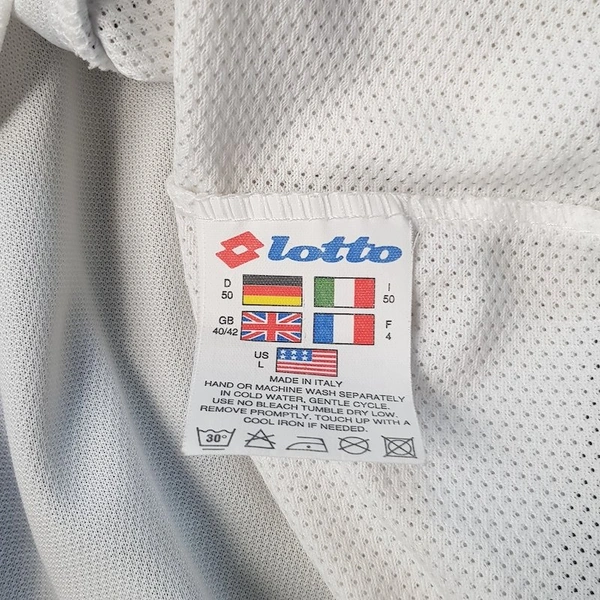 lotto
D I
50 50
GB F
40/42 4
US
L
MADE IN ITALY
HAND OR MACHINE WASH SEPARATELY
IN COLD WATER, GENTLE CYCLE.
USE NO BLEACH TUMBLE DRY LOW.
REMOVE PROMPTLY. TOUCH UP WITH A
COOL IRON IF NEEDED.
30°